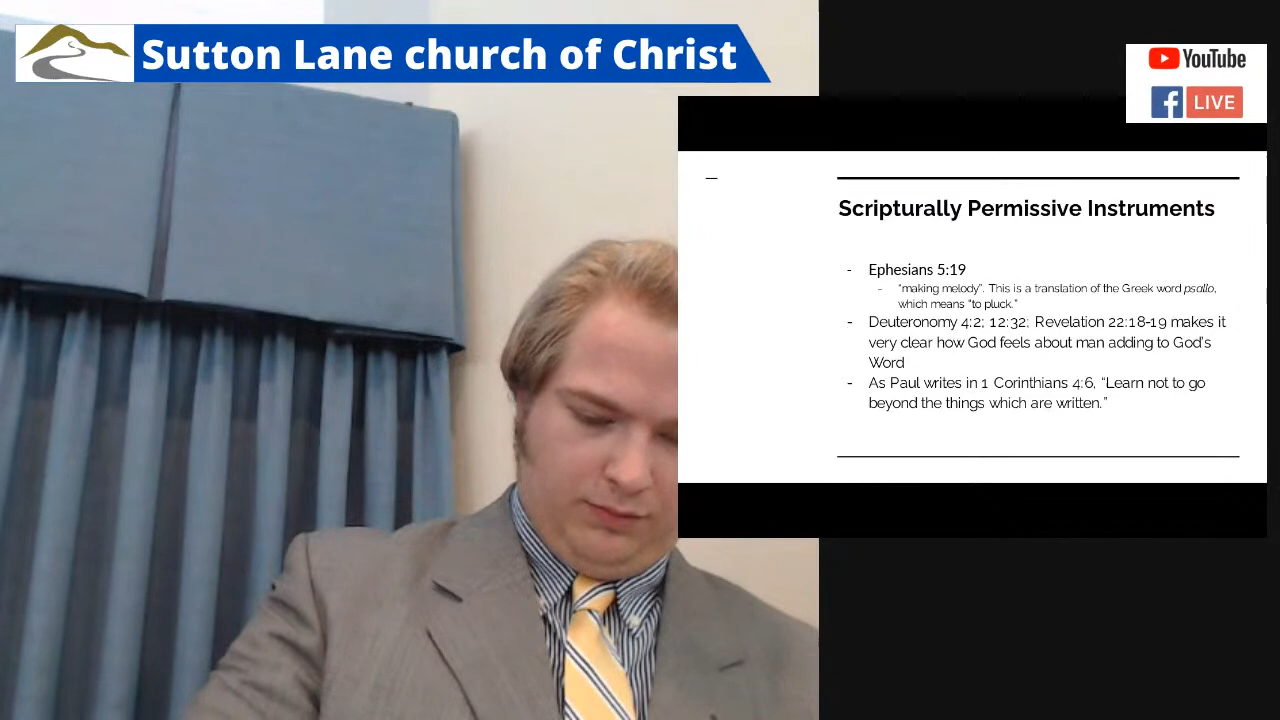 Sutton Lane church of Christ
YouTube
LIVE
Scripturally Permissive Instruments
- Ephesians 5:19
- “making melody”. This is a translation of the Greek word psallo,
which means “to pluck.”
- Deuteronomy 4:2; 12:32; Revelation 22:18-19 makes it
very clear how God feels about man adding to God’s
Word
- As Paul writes in 1 Corinthians 4:6, “Learn not to go
beyond the things which are written.”